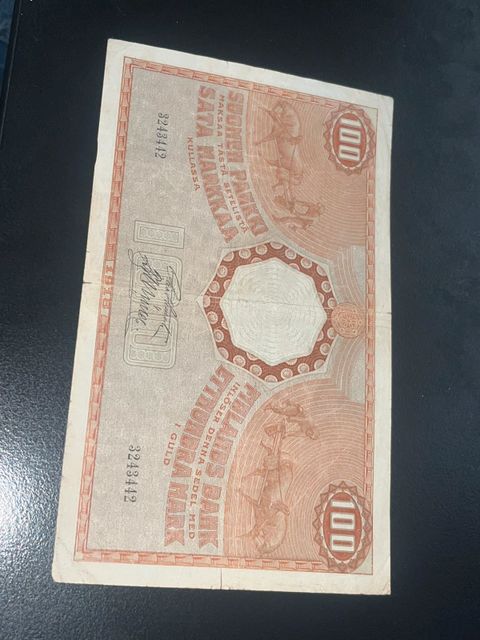 100
SUOMEN PANKKI
MAKSAA TÄSTÄ SETELISTÄ
SATA MARKKAA
KULLASSA
3243442
1918
100
FINLANDS BANK
INLÖSER DENNA SEDEL MED
ETTHUNDRA MARK
I GULD
3243442